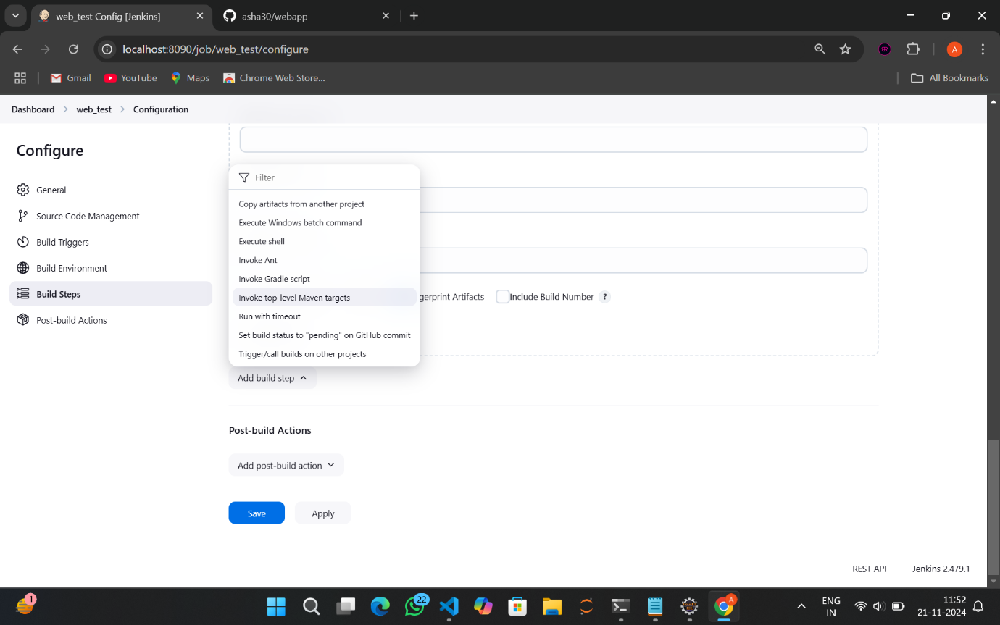 web_test Config [Jenkins]
asha30/webapp
localhost:8090/job/web_test/configure
A
Gmail
YouTube
Maps
Chrome Web Store...
All Bookmarks
Dashboard > web_test > Configuration
Configure
General
Source Code Management
Build Triggers
Build Environment
Build Steps
Post-build Actions
Filter
Copy artifacts from another project
Execute Windows batch command
Execute shell
Invoke Ant
Invoke Gradle script
Invoke top-level Maven targets
Run with timeout
Set build status to "pending" on GitHub commit
Trigger/call builds on other projects
gerprint Artifacts
Include Build Number ?
Add build step
Post-build Actions
Add post-build action
Save
Apply
REST API
Jenkins 2.479.1
1
22
A
ENG
IN
11:52
21-11-2024